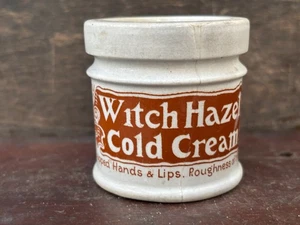 Witch Hazel
Cold Cream
Hands & Lips. Roughness